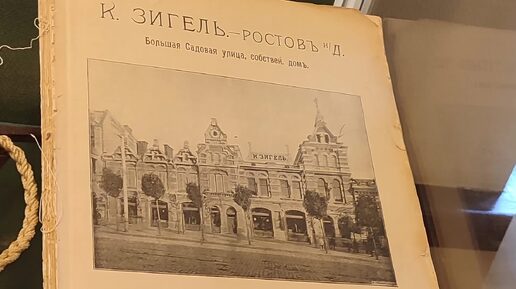 К. ЗИГЕЛЬ.—РОСТОВЪ н/Д.
Большая Садовая улица, собствен. домъ.
К. ЗИГЕЛЬ